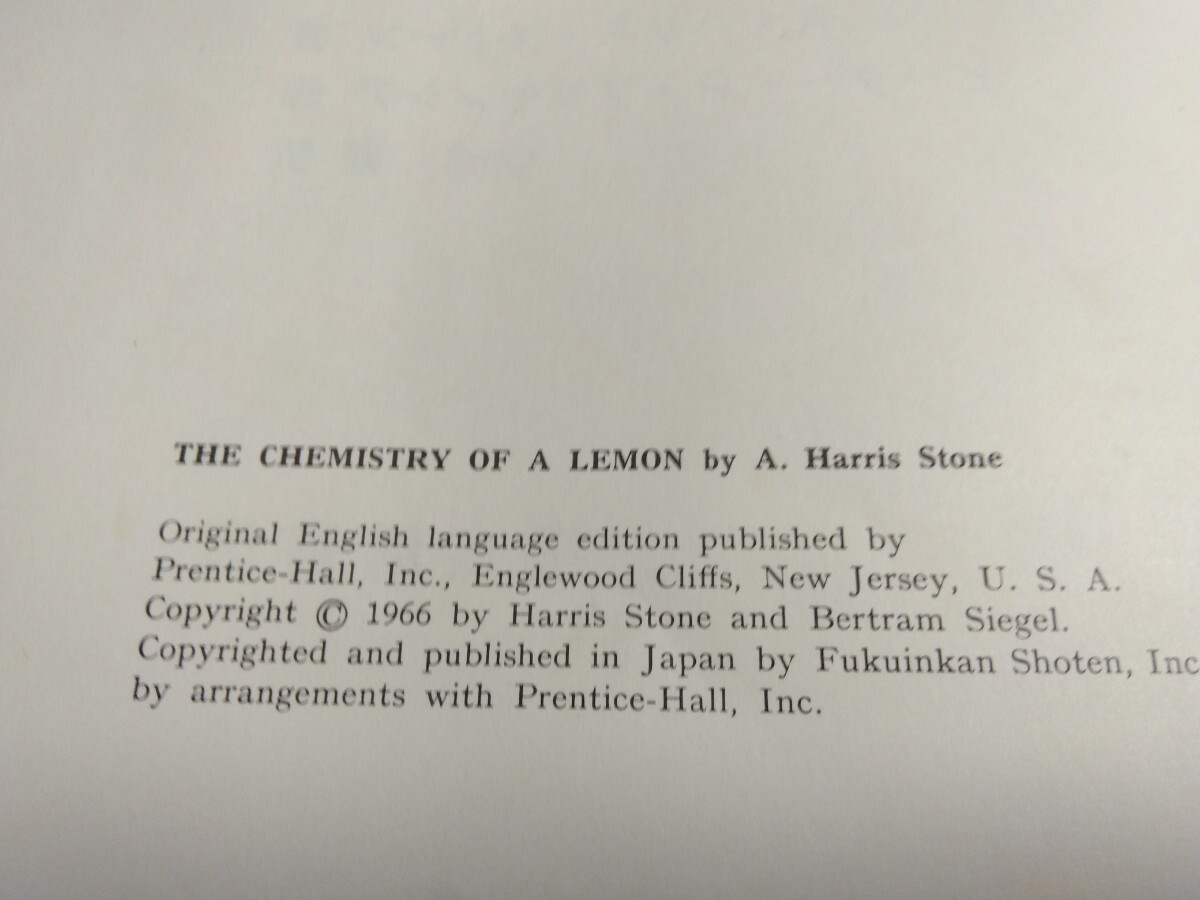 THE CHEMISTRY OF A LEMON by A. Harris Stone
Original English language edition published by
Prentice-Hall, Inc., Englewood Cliffs, New Jersey, U. S. A.
Copyright © 1966 by Harris Stone and Bertram Siegel.
Copyrighted and published in Japan by Fukuinkan Shoten, Inc
by arrangements with Prentice-Hall, Inc.